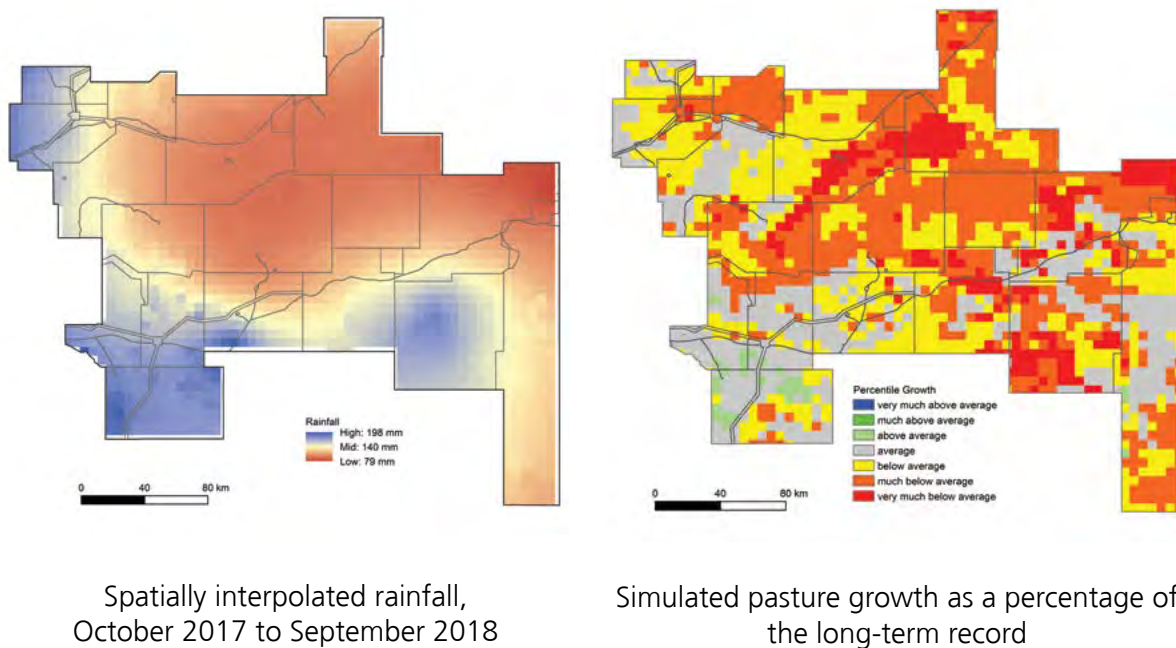 Rainfall
High: 198 mm
Mid: 140 mm
Low: 79 mm
0 40 80 km
Percentile Growth
very much above average
much above average
above average
average
below average
much below average
very much below average
0 40 80 km
Spatially interpolated rainfall,
October 2017 to September 2018
Simulated pasture growth as a percentage of
the long-term record